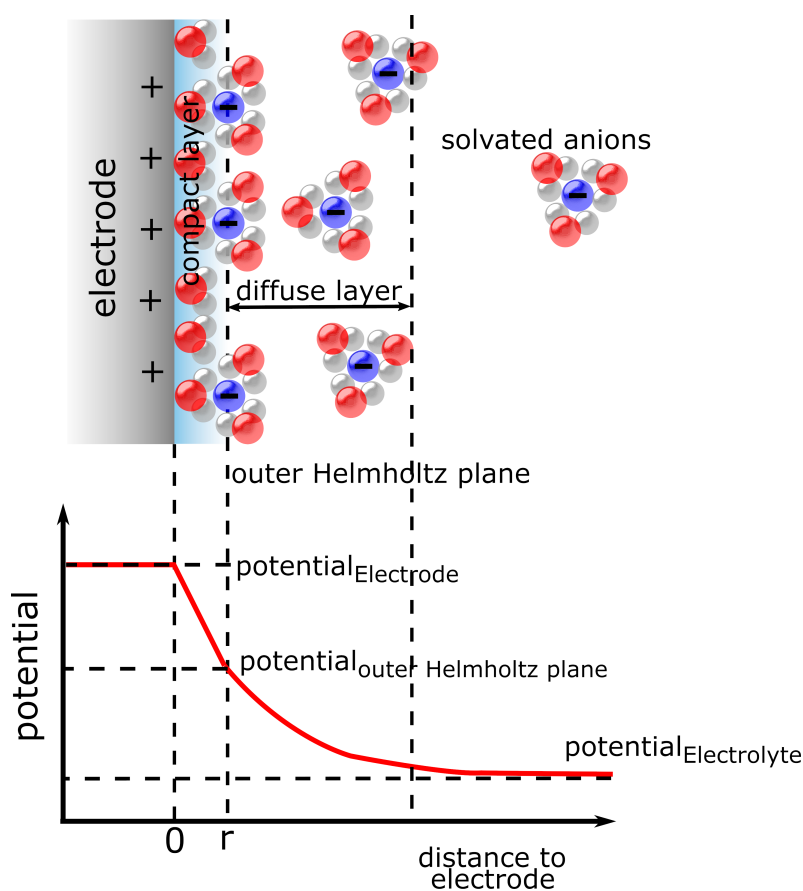 solvated anions
electrode
compact layer
diffuse layer
outer Helmholtz plane
potential
potentialElectrode
potentialouter Helmholtz plane
potentialElectrolyte
0
r
distance to
electrode